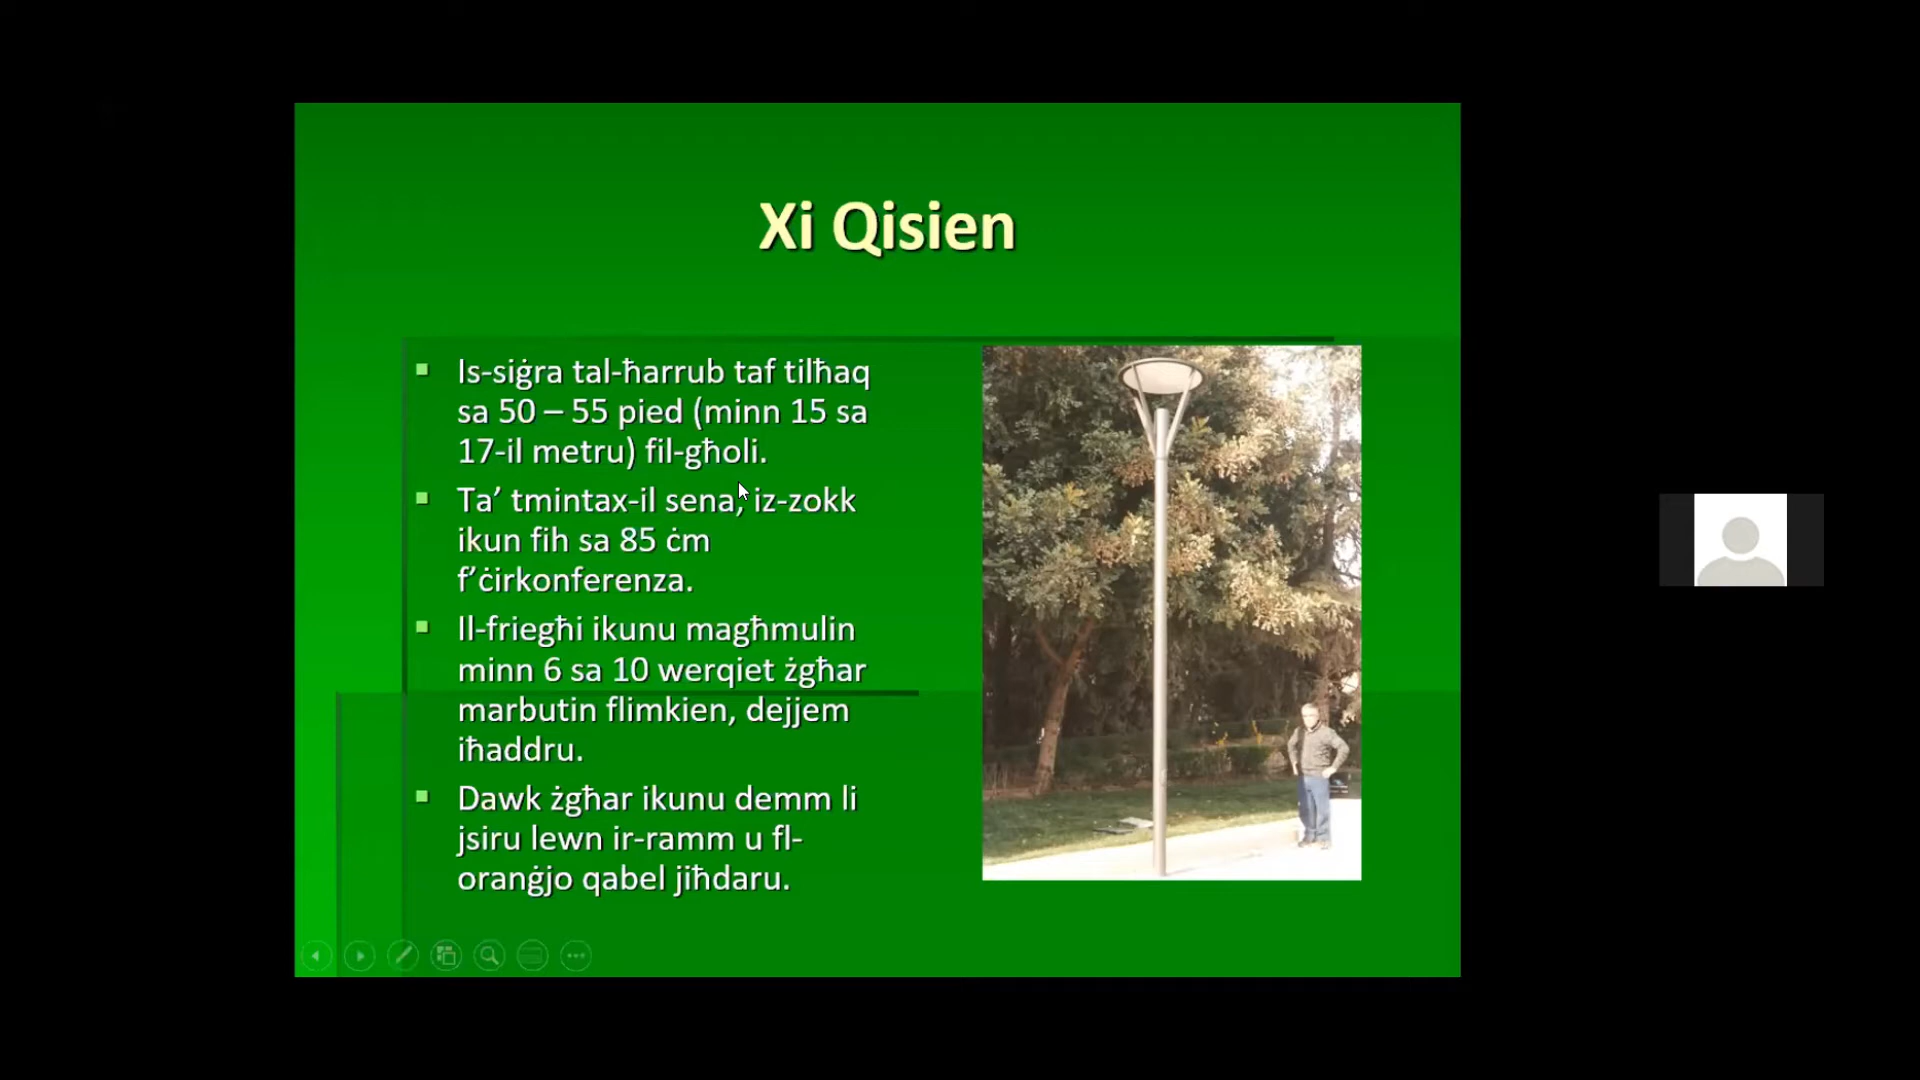 Xi Qisien
Is-siġra tal-ħarrub taf tilħaq
sa 50 – 55 pied (minn 15 sa
17-il metru) fil-għoli.
Ta’ tmintax-il sena, iz-zokk
ikun fih sa 85 ċm
f’ċirkonferenza.
Il-friegħi ikunu magħmulin
minn 6 sa 10 werqiet żgħar
marbutin flimkien, dejjem
iħaddru.
Dawk żgħar ikunu demm li
jsiru lewn ir-ramm u fl-
oranġjo qabel jiħdaru.